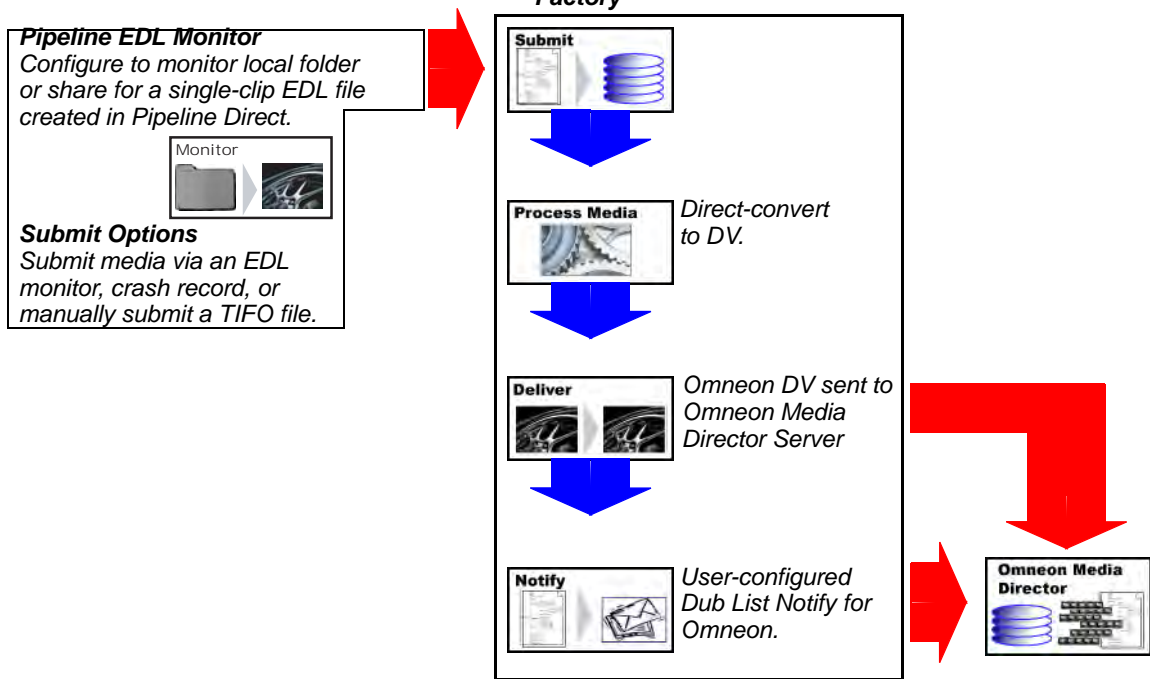 Factory
Pipeline EDL Monitor
Configure to monitor local folder
or share for a single-clip EDL file
created in Pipeline Direct.
Monitor
Submit Options
Submit media via an EDL
monitor, crash record, or
manually submit a TIFO file.
Submit
Process Media
Direct-convert
to DV.
Deliver
Omneon DV sent to
Omneon Media
Director Server
Notify
User-configured
Dub List Notify for
Omneon.
Omneon Media
Director